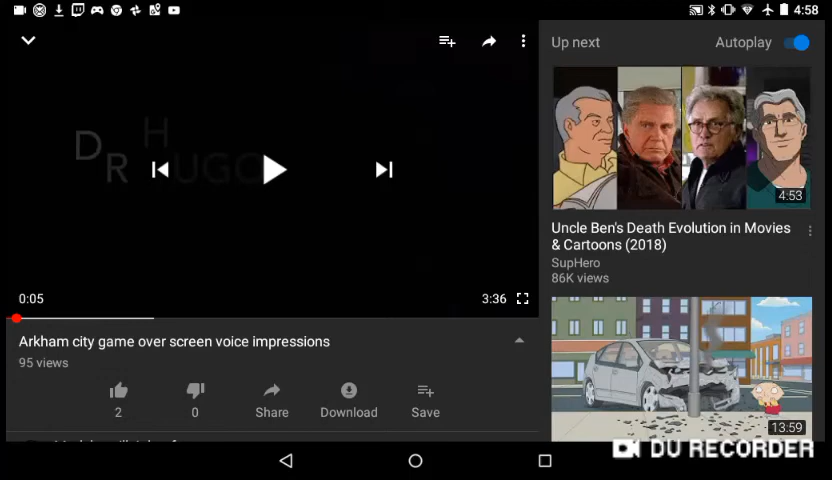 4:58
Up next
Autoplay
DR HUGO
4:53
Uncle Ben's Death Evolution in Movies
& Cartoons (2018)
SupHero
86K views
0:05
3:36
Arkham city game over screen voice impressions
95 views
2
0
Share
Download
Save
13:59
DU RECORDER